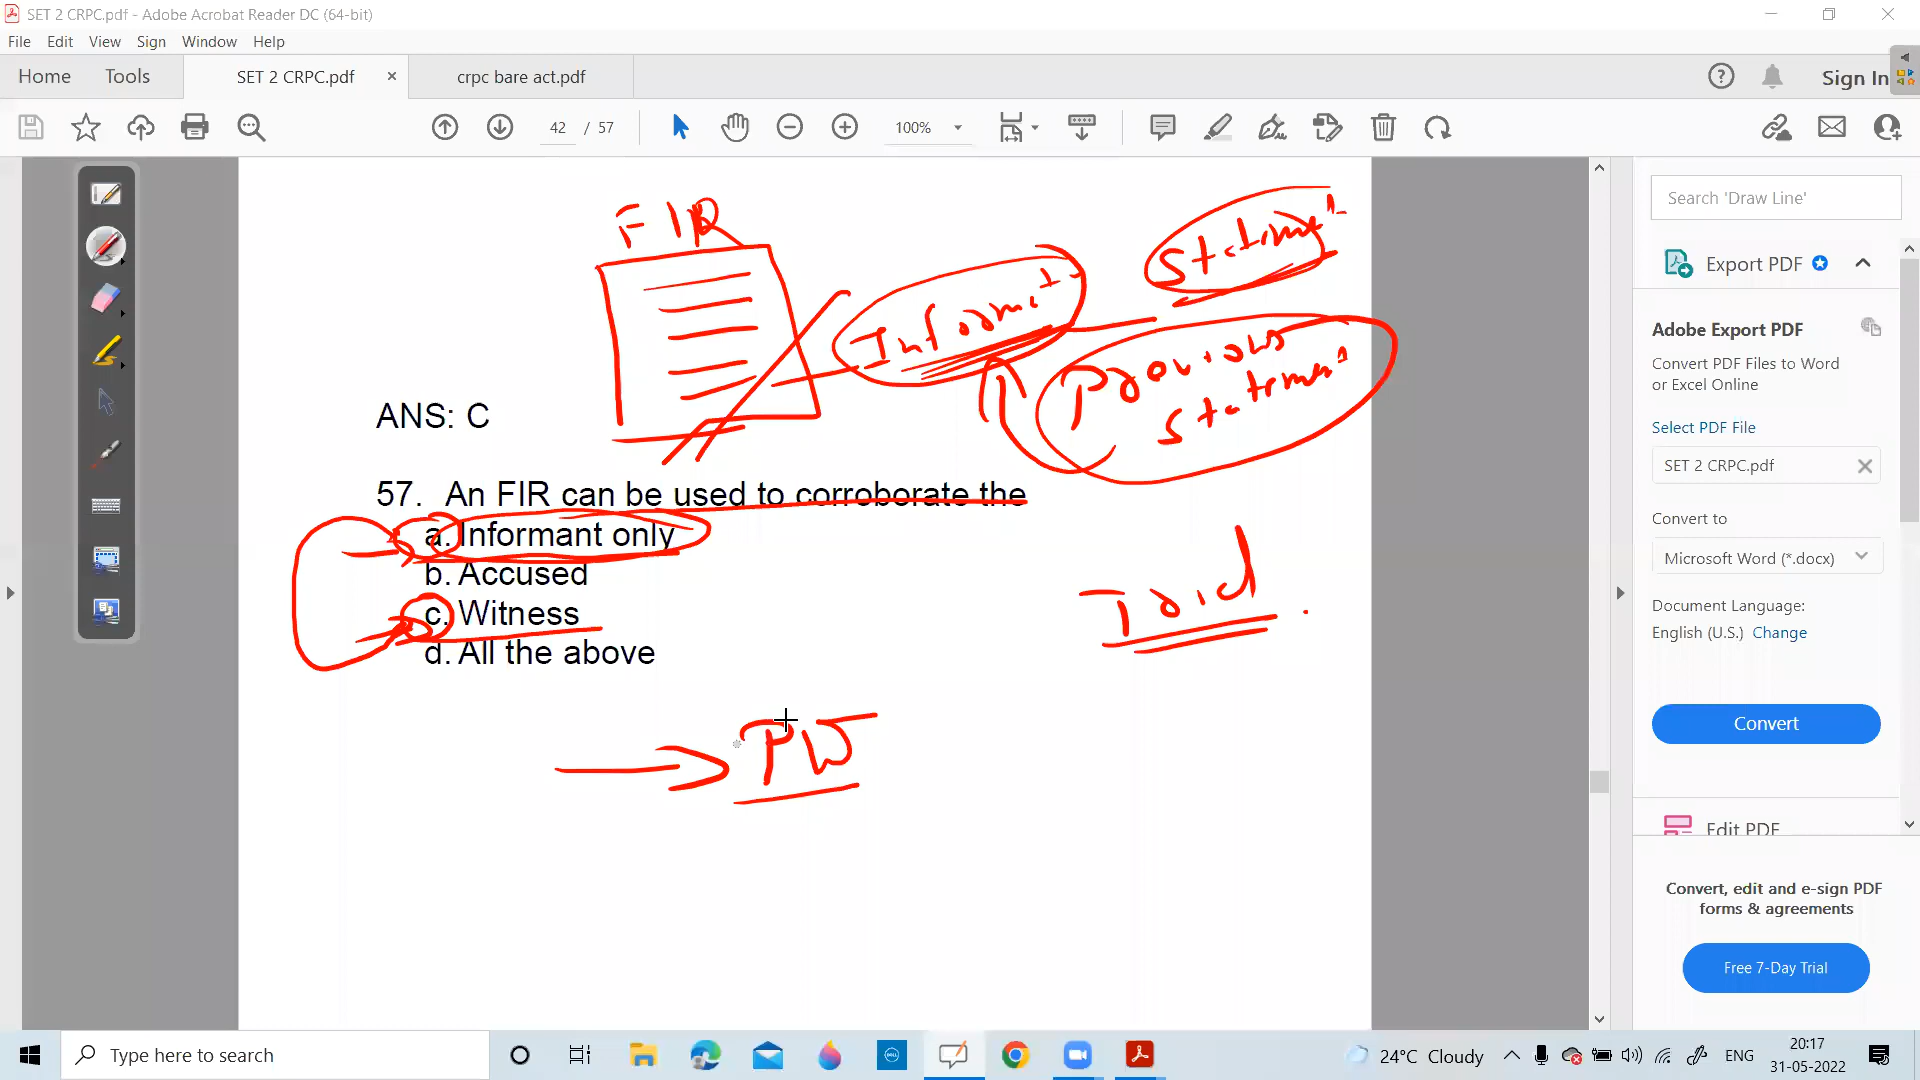 SET 2 CRPC.pdf - Adobe Acrobat Reader DC (64-bit)
File Edit View Sign Window Help
Home Tools SET 2 CRPC.pdf × crpc bare act.pdf Sign In
42 / 57 100%
Search 'Draw Line'
Export PDF
Adobe Export PDF
Convert PDF Files to Word
or Excel Online
Select PDF File
SET 2 CRPC.pdf
Convert to
Microsoft Word (*.docx)
Document Language:
English (U.S.) Change
Convert
Edit PDF
Convert, edit and e-sign PDF
forms & agreements
Free 7-Day Trial
FIR
Statement
Informant
Previous
Statement
ANS: C
57. An FIR can be used to corroborate the
a. Informant only
b. Accused
c. Witness
d. All the above
PW
Type here to search
24°C Cloudy
ENG
20:17
31-05-2022